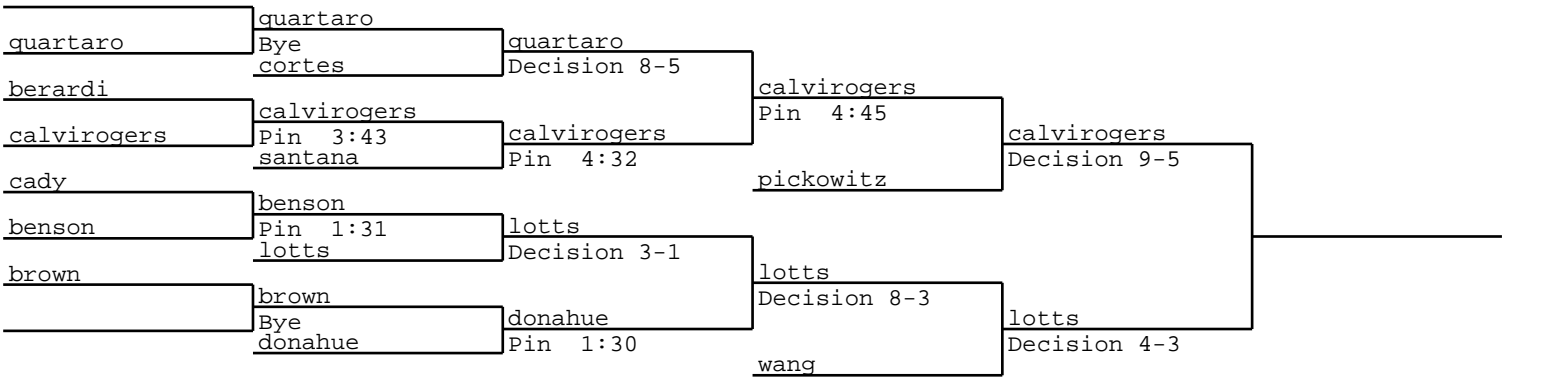 quartaro
berardi
calvirogers
cady
benson
brown
quartaro
Bye
cortes
calvirogers
Pin 3:43
santana
benson
Pin 1:31
lotts
brown
Bye
donahue
quartaro
Decision 8-5
calvirogers
Pin 4:32
lotts
Decision 3-1
donahue
Pin 1:30
calvirogers
Pin 4:45
pickowitz
lotts
Decision 8-3
wang
calvirogers
Decision 9-5
lotts
Decision 4-3